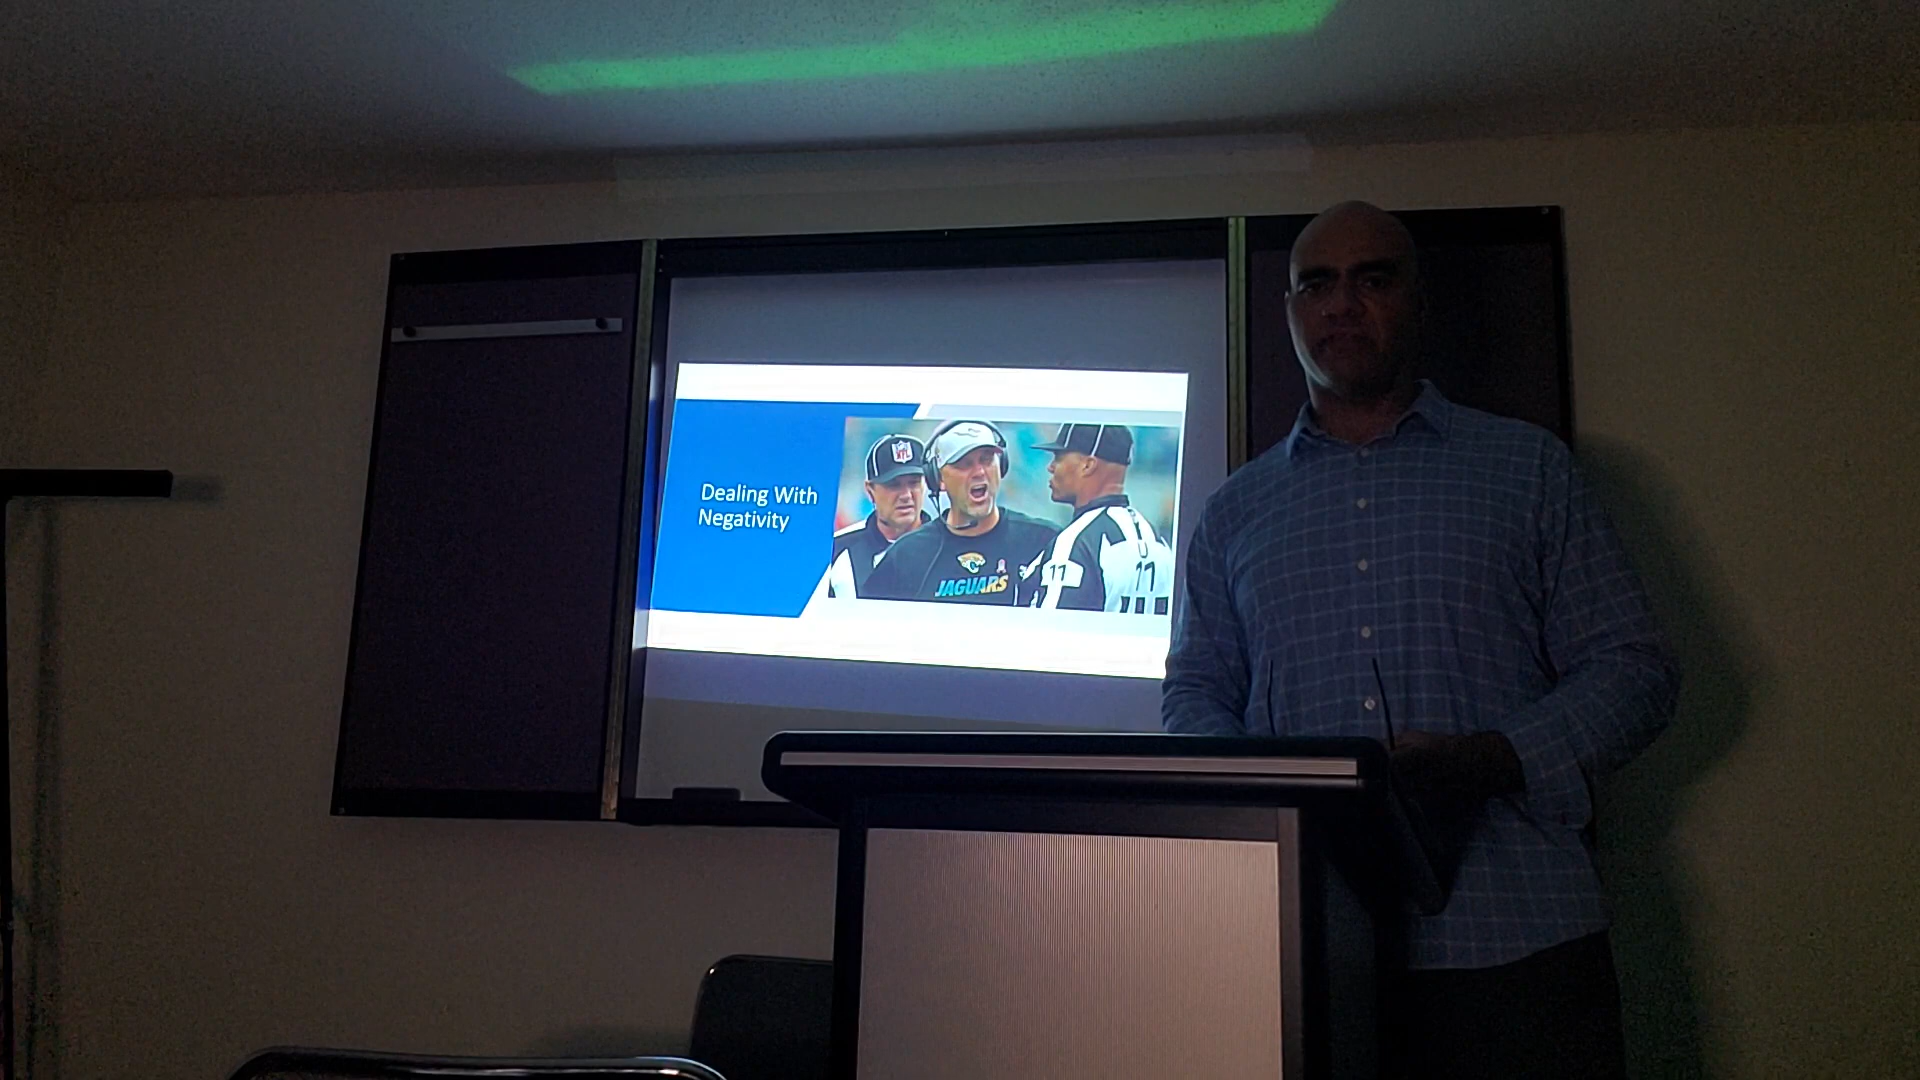 Dealing With
Negativity
NFL
JAGUARS
77
77